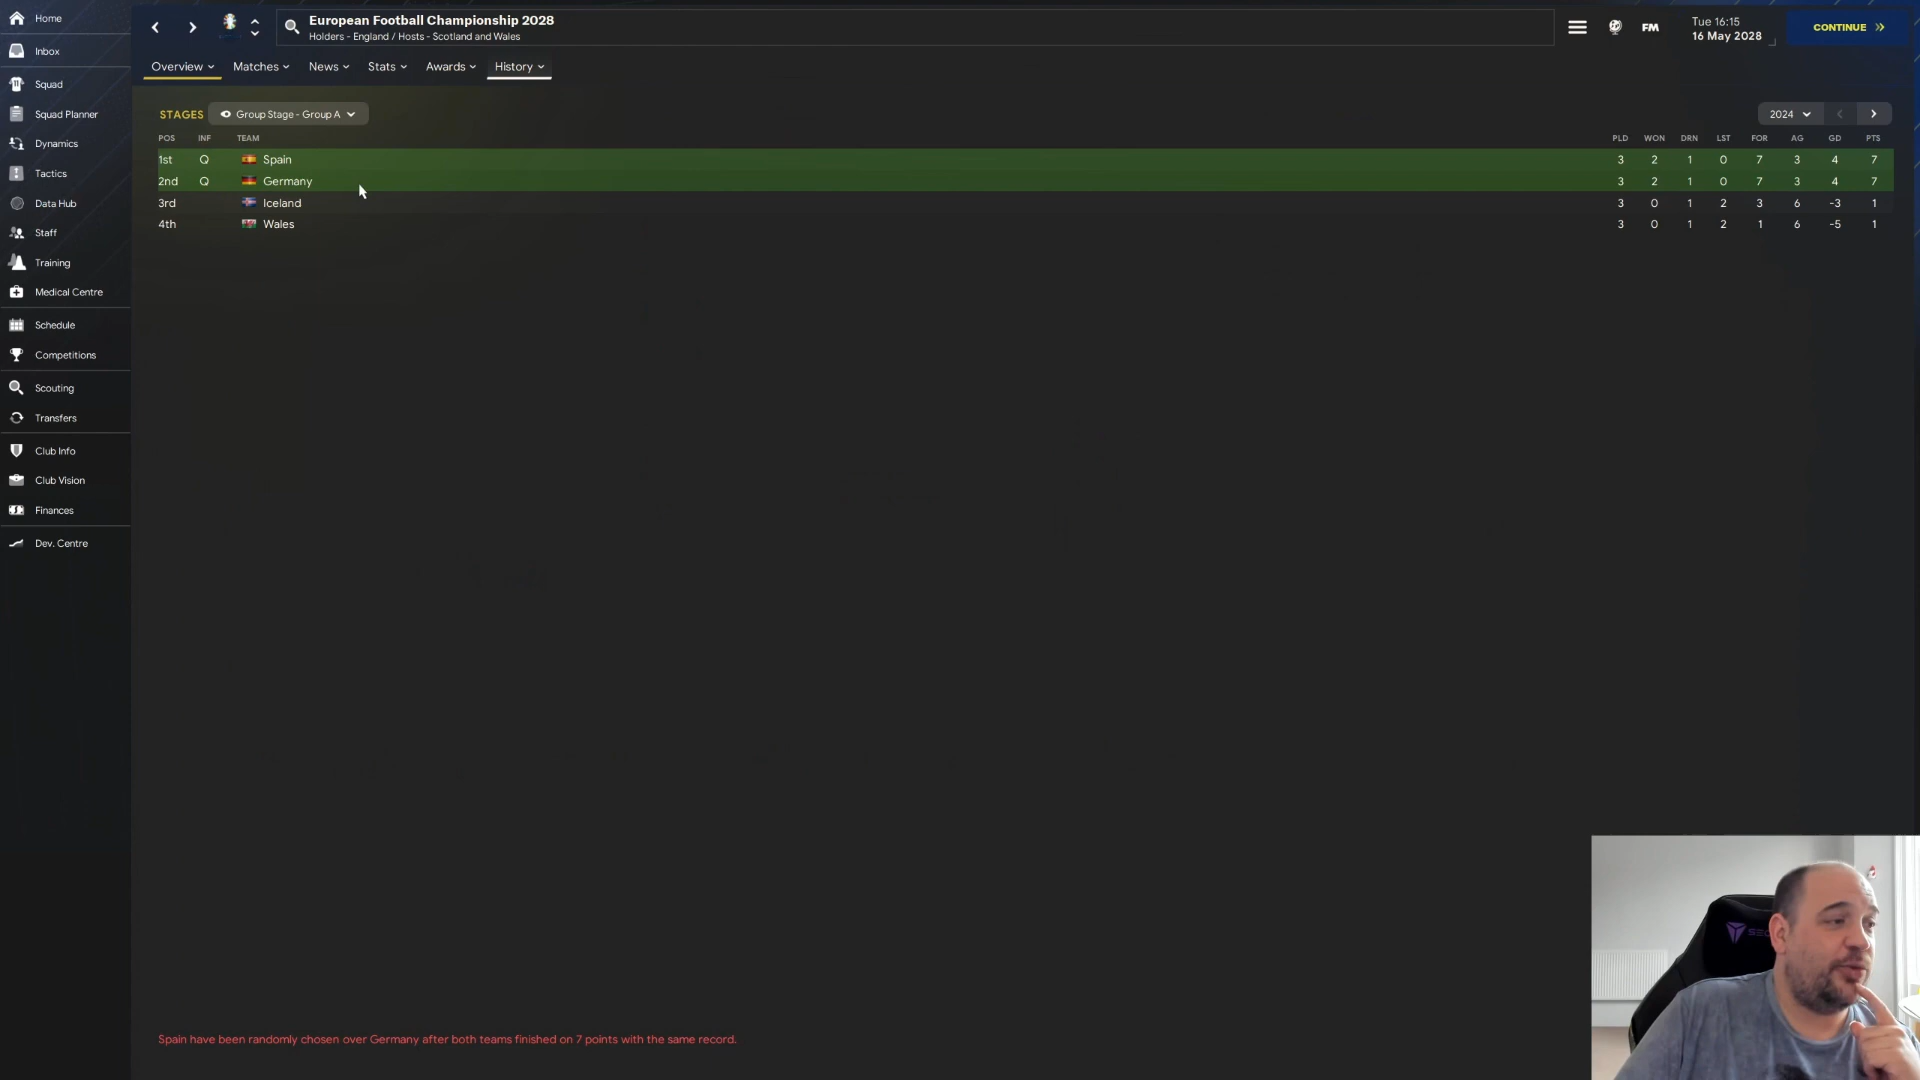 Home
Inbox
Squad
Squad Planner
Dynamics
Tactics
Data Hub
Staff
Training
Medical Centre
Schedule
Competitions
Scouting
Transfers
Club Info
Club Vision
Finances
Dev. Centre
European Football Championship 2028
Holders - England / Hosts - Scotland and Wales
FM
Tue 16:15
16 May 2028
CONTINUE
Overview Matches News Stats Awards History
STAGES Group Stage - Group A 2024
POS INF TEAM PLD WON DRN LST FOR AG GD PTS
1st Q Spain 3 2 1 0 7 3 4 7
2nd Q Germany 3 2 1 0 7 3 4 7
3rd Iceland 3 0 1 2 3 6 -3 1
4th Wales 3 0 1 2 1 6 -5 1
Spain have been randomly chosen over Germany after both teams finished on 7 points with the same record.